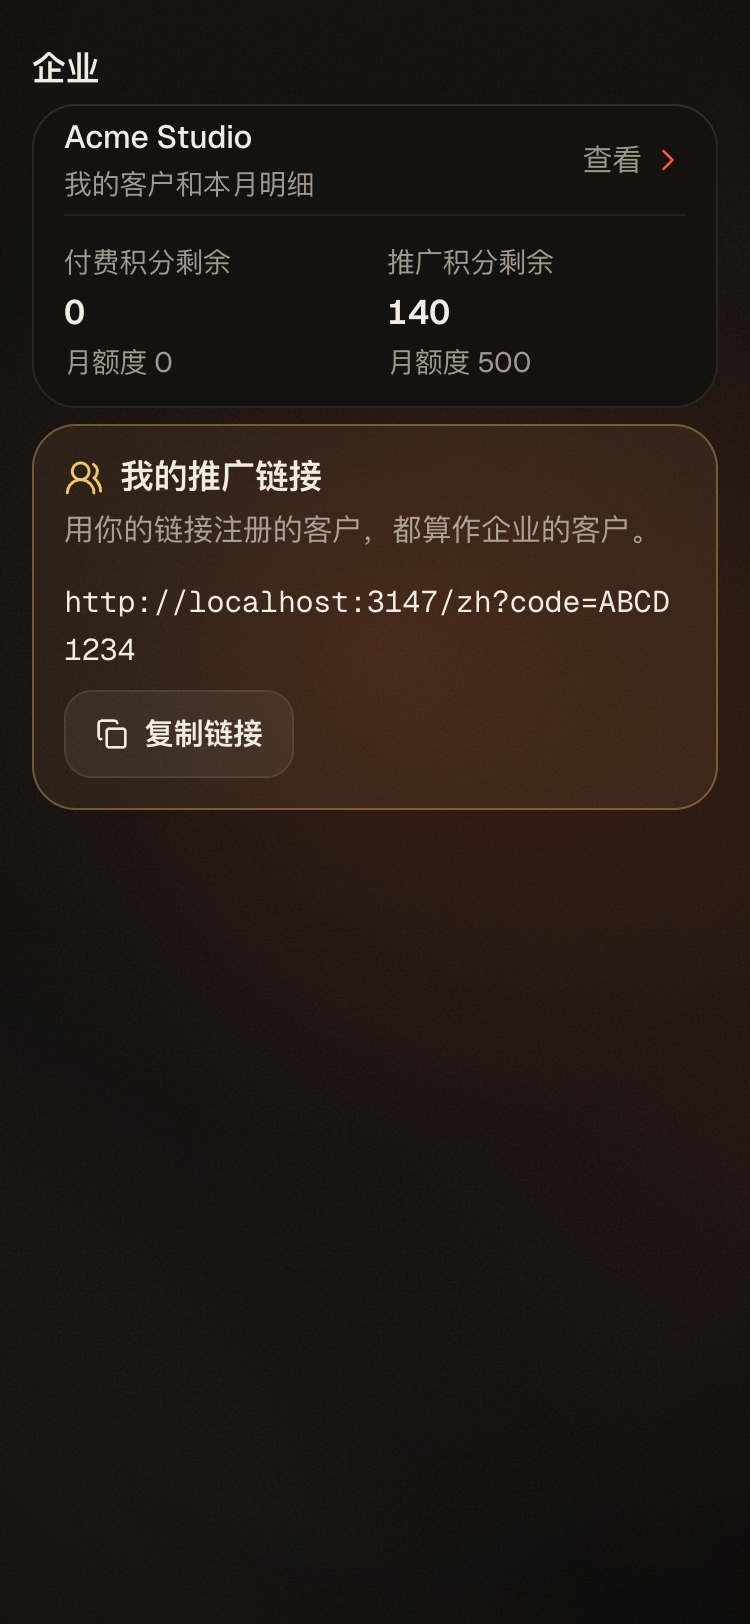 企业
Acme Studio
我的客户和本月明细
查看
付费积分剩余
推广积分剩余
0
140
月额度 0
月额度 500
我的推广链接
用你的链接注册的客户，都算作企业的客户。
http://localhost:3147/zh?code=ABCD
1234
复制链接